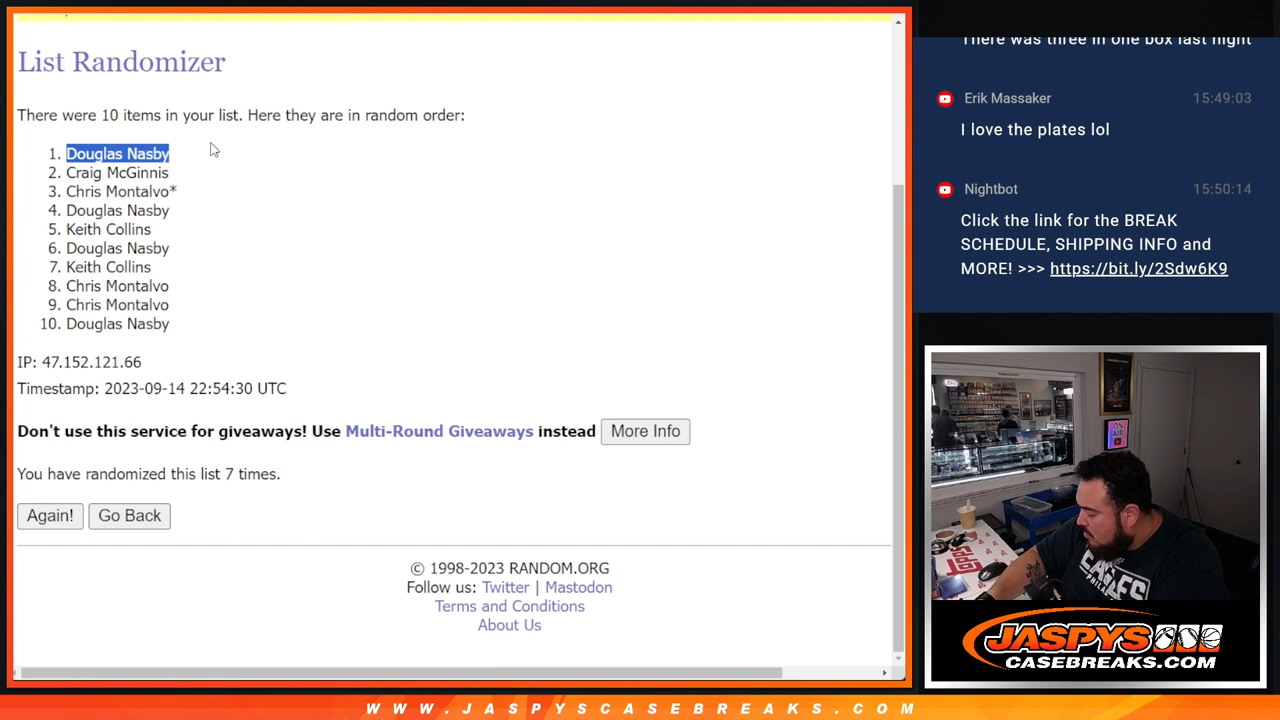 List Randomizer
There were 10 items in your list. Here they are in random order:
1. Douglas Nasby
2. Craig McGinnis
3. Chris Montalvo*
4. Douglas Nasby
5. Keith Collins
6. Douglas Nasby
7. Keith Collins
8. Chris Montalvo
9. Chris Montalvo
10. Douglas Nasby
IP: 47.152.121.66
Timestamp: 2023-09-14 22:54:30 UTC
Don't use this service for giveaways! Use Multi-Round Giveaways instead More Info
You have randomized this list 7 times.
Again! Go Back
© 1998-2023 RANDOM.ORG
Follow us: Twitter | Mastodon
Terms and Conditions
About Us
There was three in one box last night
Erik Massaker 15:49:03
I love the plates lol
Nightbot 15:50:14
Click the link for the BREAK
SCHEDULE, SHIPPING INFO and
MORE! >>> https://bit.ly/2Sdw6K9
ON
AIR
topps
EAGLES
JASPYS
CASEBREAKS.COM
WWW.JASPYSCASEBREAKS.COM